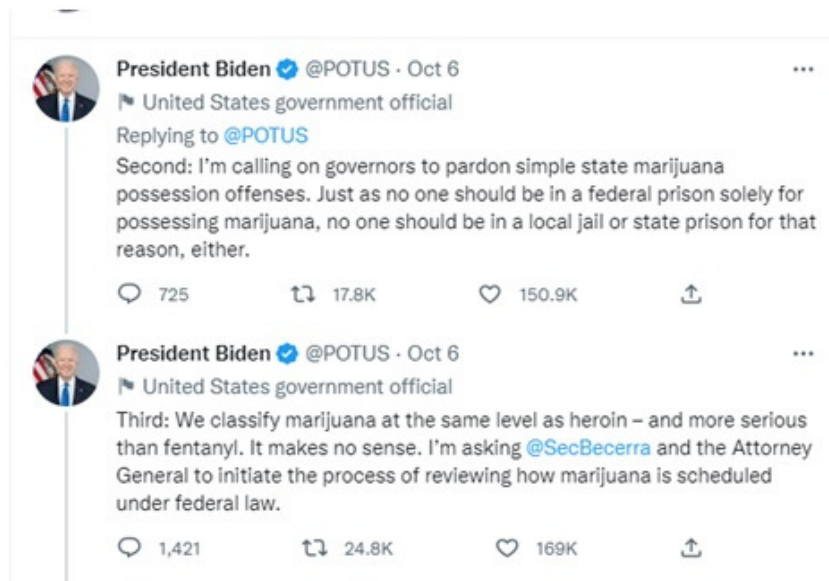 President Biden @POTUS · Oct 6
United States government official
Replying to @POTUS
Second: I’m calling on governors to pardon simple state marijuana
possession offenses. Just as no one should be in a federal prison solely for
possessing marijuana, no one should be in a local jail or state prison for that
reason, either.
725 17.8K 150.9K
President Biden @POTUS · Oct 6
United States government official
Third: We classify marijuana at the same level as heroin – and more serious
than fentanyl. It makes no sense. I’m asking @SecBecerra and the Attorney
General to initiate the process of reviewing how marijuana is scheduled
under federal law.
1,421 24.8K 169K